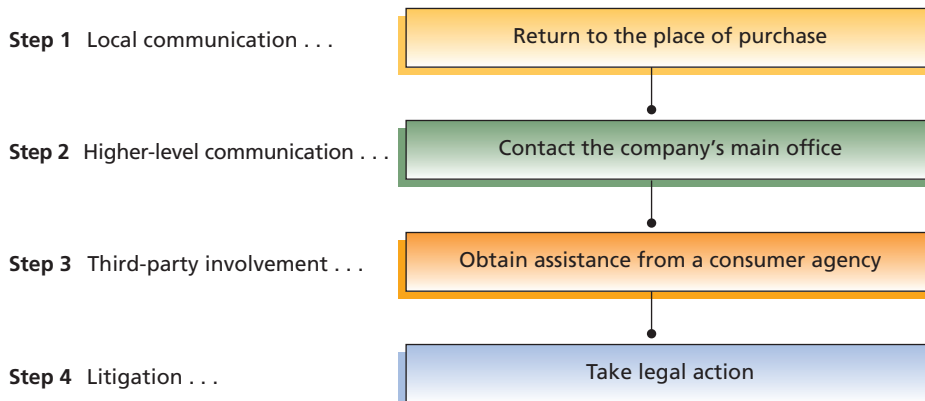 Step 1 Local communication . . .
Return to the place of purchase
Step 2 Higher-level communication . . .
Contact the company's main office
Step 3 Third-party involvement . . .
Obtain assistance from a consumer agency
Step 4 Litigation . . .
Take legal action